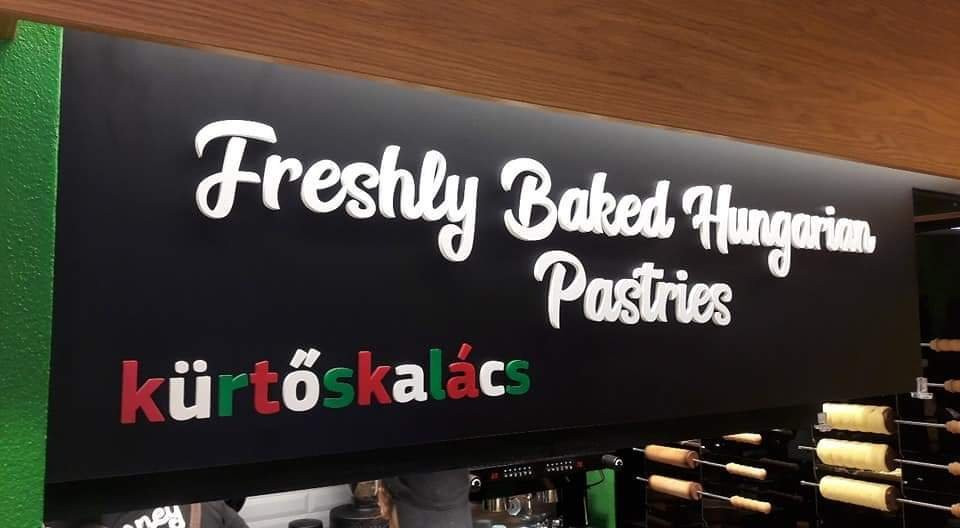 Freshly Baked Hungarian
Pastries
kürtőskalács